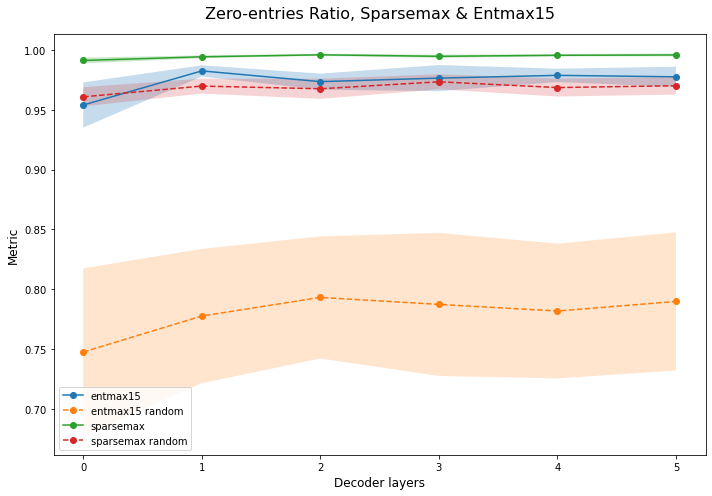 Zero-entries Ratio, Sparsemax & Entmax15
1.00
0.95
0.90
0.85
0.80
0.75
0.70
Metric
entmax15
entmax15 random
sparsemax
sparsemax random
0 1 2 3 4 5
Decoder layers